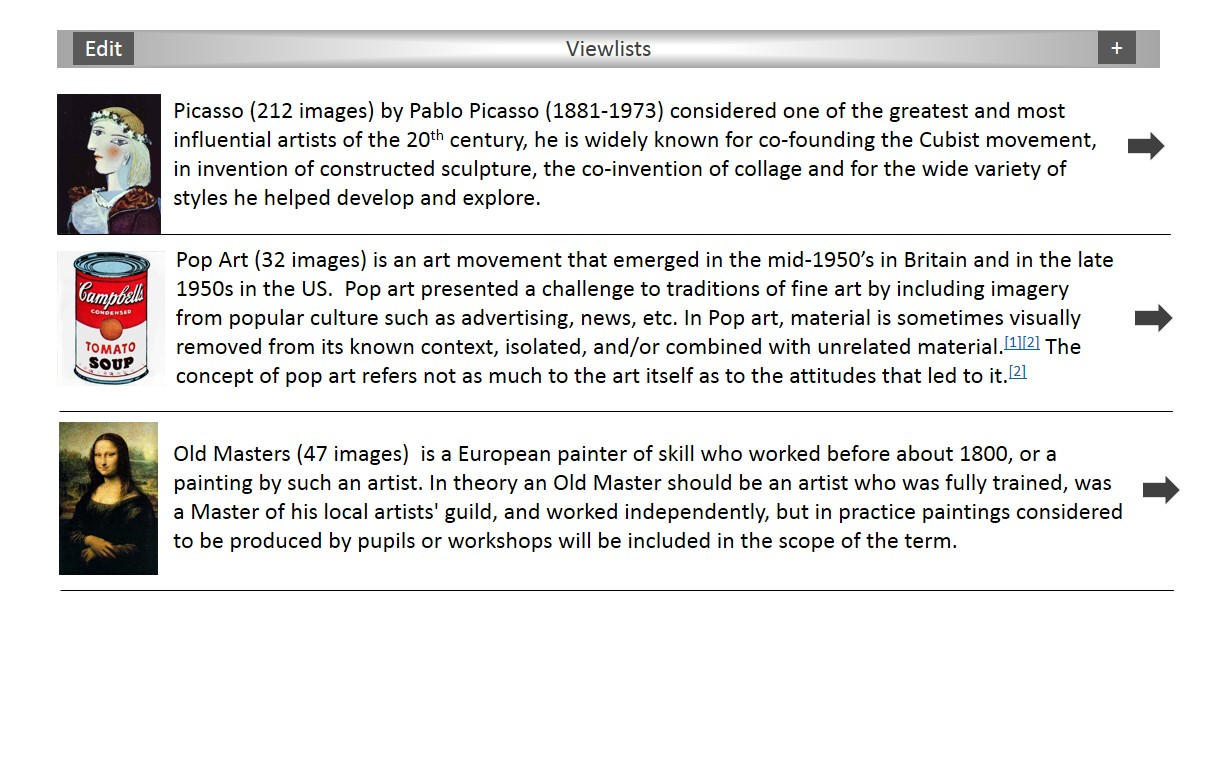 Edit Viewlists +
Picasso (212 images) by Pablo Picasso (1881-1973) considered one of the greatest and most
influential artists of the 20th century, he is widely known for co-founding the Cubist movement,
in invention of constructed sculpture, the co-invention of collage and for the wide variety of
styles he helped develop and explore.
Campbell's
CONDENSED
TOMATO
SOUP
Pop Art (32 images) is an art movement that emerged in the mid-1950’s in Britain and in the late
1950s in the US.  Pop art presented a challenge to traditions of fine art by including imagery
from popular culture such as advertising, news, etc. In Pop art, material is sometimes visually
removed from its known context, isolated, and/or combined with unrelated material.[1][2] The
concept of pop art refers not as much to the art itself as to the attitudes that led to it.[2]
Old Masters (47 images)  is a European painter of skill who worked before about 1800, or a
painting by such an artist. In theory an Old Master should be an artist who was fully trained, was
a Master of his local artists' guild, and worked independently, but in practice paintings considered
to be produced by pupils or workshops will be included in the scope of the term.